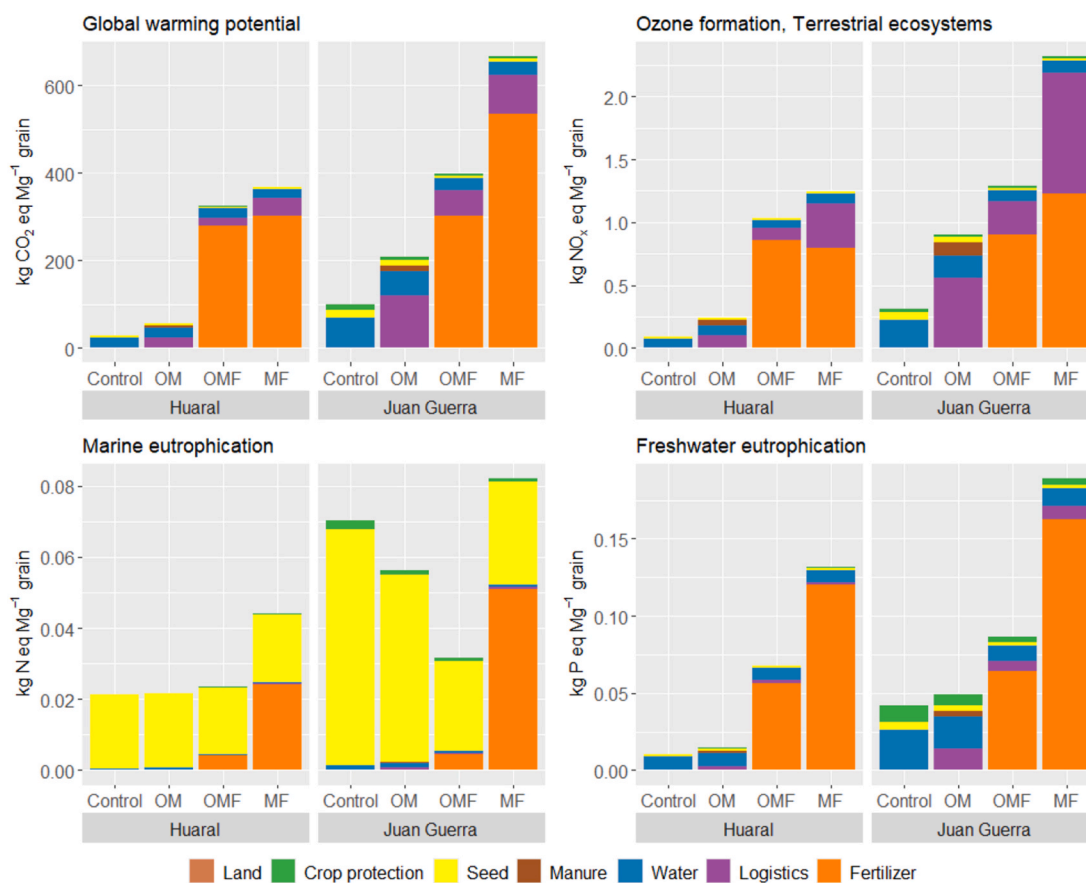 Global warming potential
kg CO₂ eq Mg⁻¹ grain
600
400
200
0
Control OM OMF MF Control OM OMF MF
Huaral Juan Guerra
Ozone formation, Terrestrial ecosystems
kg NOₓ eq Mg⁻¹ grain
2.0
1.5
1.0
0.5
0.0
Control OM OMF MF Control OM OMF MF
Huaral Juan Guerra
Marine eutrophication
kg N eq Mg⁻¹ grain
0.08
0.06
0.04
0.02
0.00
Control OM OMF MF Control OM OMF MF
Huaral Juan Guerra
Freshwater eutrophication
kg P eq Mg⁻¹ grain
0.15
0.10
0.05
0.00
Control OM OMF MF Control OM OMF MF
Huaral Juan Guerra
Land Crop protection Seed Manure Water Logistics Fertilizer